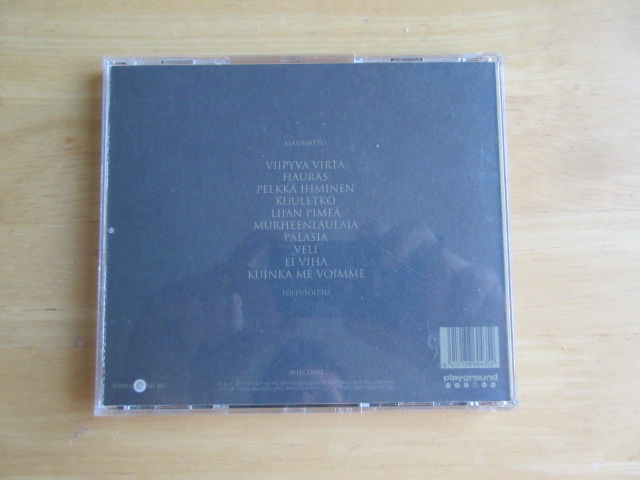 ALKUSOITTO
VIIPYVÄ VIRTA
HAURAS
PELKKÄ IHMINEN
KUULETKO
LIIAN PIMEÄ
MURHEENLAULAJA
PALASIA
VELI
EI VIHA
KUINKA ME VOIMME
LOPPUSOITTO
MUSIC
playground